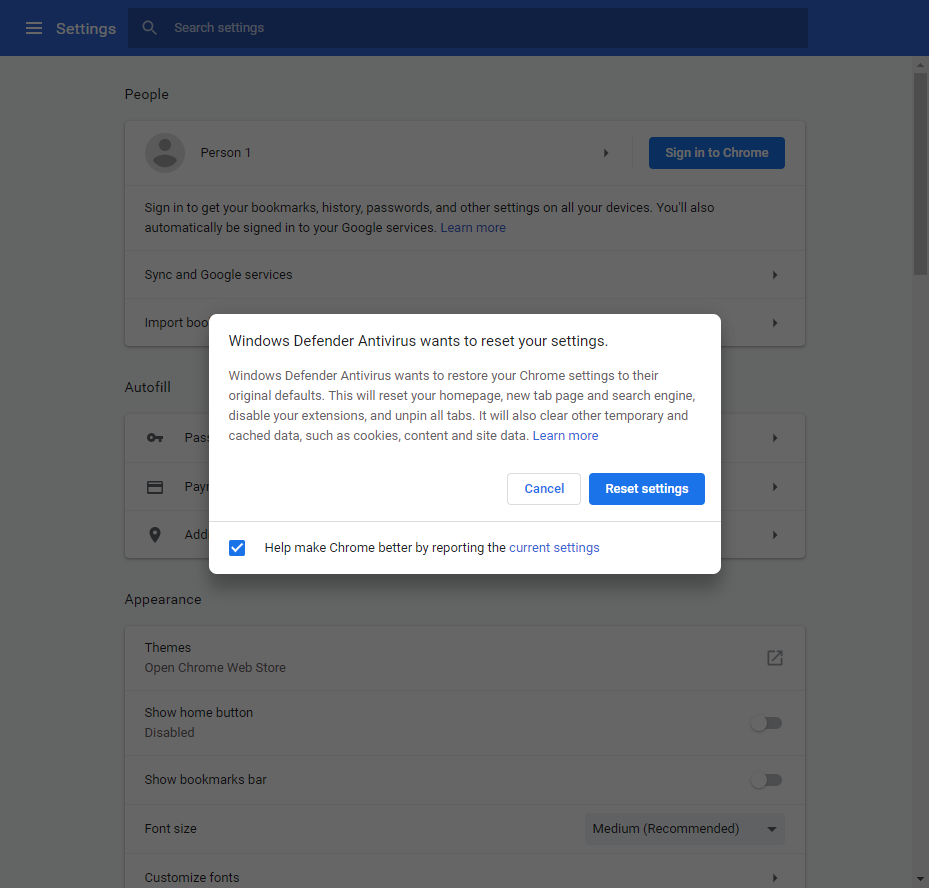 Settings
Search settings
People
Person 1
Sign in to Chrome
Sign in to get your bookmarks, history, passwords, and other settings on all your devices. You'll also
automatically be signed in to your Google services. Learn more
Sync and Google services
Import boo
Windows Defender Antivirus wants to reset your settings.
Windows Defender Antivirus wants to restore your Chrome settings to their
original defaults. This will reset your homepage, new tab page and search engine,
disable your extensions, and unpin all tabs. It will also clear other temporary and
cached data, such as cookies, content and site data. Learn more
Cancel
Reset settings
Help make Chrome better by reporting the current settings
Autofill
Pass
Payn
Add
Appearance
Themes
Open Chrome Web Store
Show home button
Disabled
Show bookmarks bar
Font size
Medium (Recommended)
Customize fonts